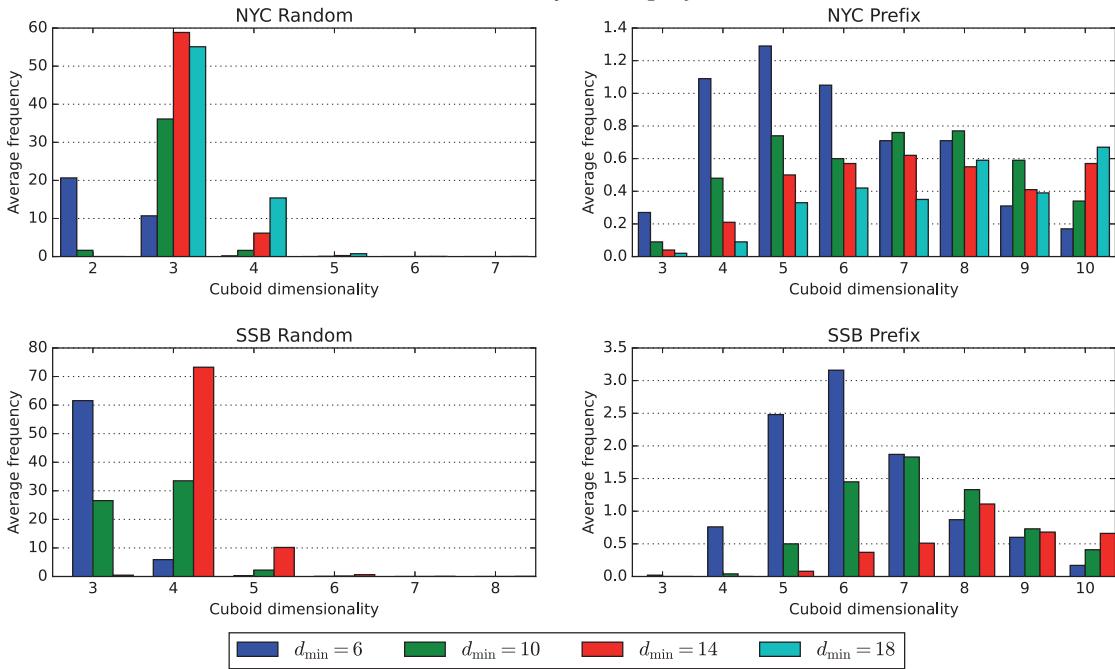 NYC Random
60
50
40
30
20
10
0
Average frequency
2 3 4 5 6 7
Cuboid dimensionality
NYC Prefix
1.4
1.2
1.0
0.8
0.6
0.4
0.2
0.0
Average frequency
3 4 5 6 7 8 9 10
Cuboid dimensionality
SSB Random
80
70
60
50
40
30
20
10
0
Average frequency
3 4 5 6 7 8
Cuboid dimensionality
SSB Prefix
3.5
3.0
2.5
2.0
1.5
1.0
0.5
0.0
Average frequency
3 4 5 6 7 8 9 10
Cuboid dimensionality
d_min = 6 d_min = 10 d_min = 14 d_min = 18